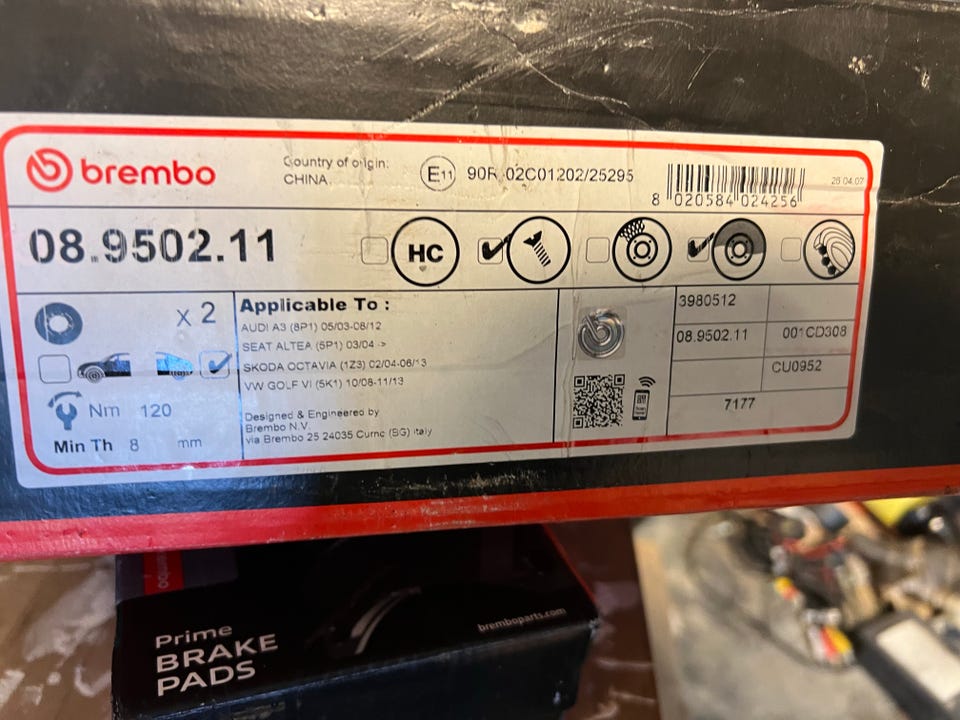 brembo
Country of origin:
CHINA.
E11
90R 02C01202/25295
8 020584 024256
26 04.07
08.9502.11
HC
x 2
Nm 120
Min Th 8 mm
Applicable To :
AUDI A3 (8P1) 05/03-08/12
SEAT ALTEA (5P1) 03/04 ->
SKODA OCTAVIA (1Z3) 02/04-06/13
VW GOLF VI (5K1) 10/08-11/13
Designed & Engineered by
Brembo N.V.
via Brembo 25 24035 Curno (BG) Italy
3980512
08.9502.11 001CD308
CU0952
7177
Prime
BRAKE
PADS
bremboparts.com